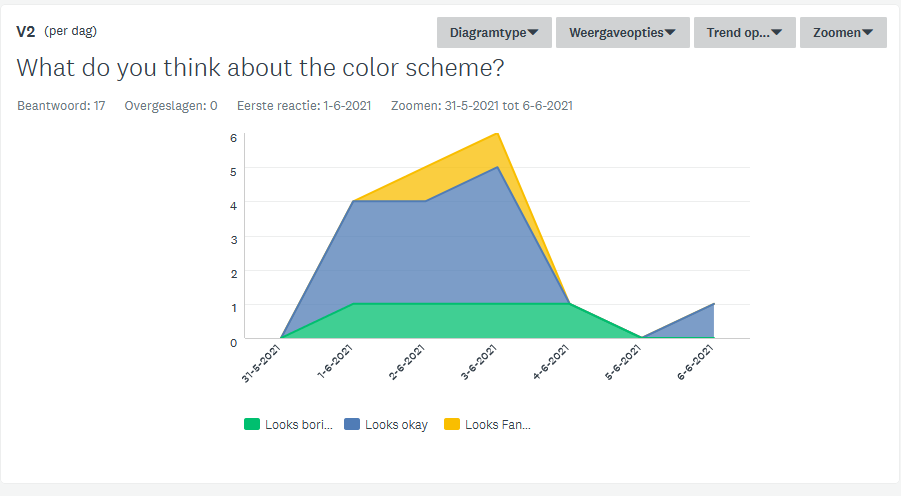 V2 (per dag)
Diagramtype Weergaveopties Trend op... Zoomen
What do you think about the color scheme?
Beantwoord: 17 Overgeslagen: 0 Eerste reactie: 1-6-2021 Zoomen: 31-5-2021 tot 6-6-2021
6
5
4
3
2
1
0
31-5-2021 1-6-2021 2-6-2021 3-6-2021 4-6-2021 5-6-2021 6-6-2021
Looks bori... Looks okay Looks Fan...